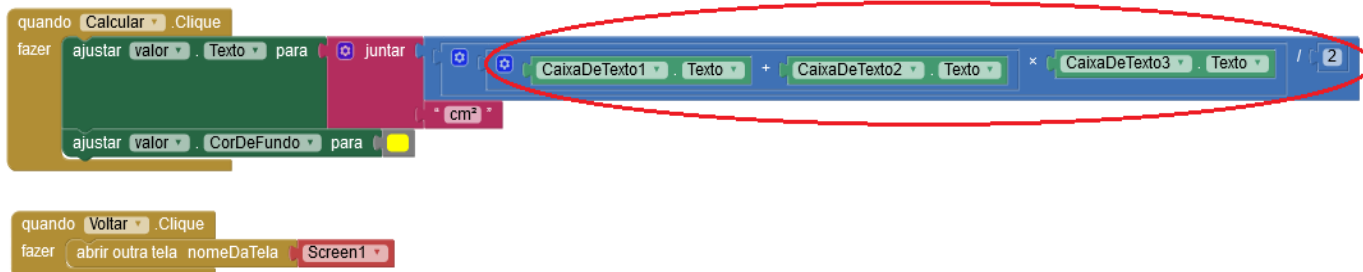 quando Calcular .Clique
fazer ajustar valor . Texto para juntar CaixaDeTexto1 . Texto + CaixaDeTexto2 . Texto × CaixaDeTexto3 . Texto / 2
" cm² "
ajustar valor . CorDeFundo para
quando Voltar .Clique
fazer abrir outra tela nomeDaTela Screen1